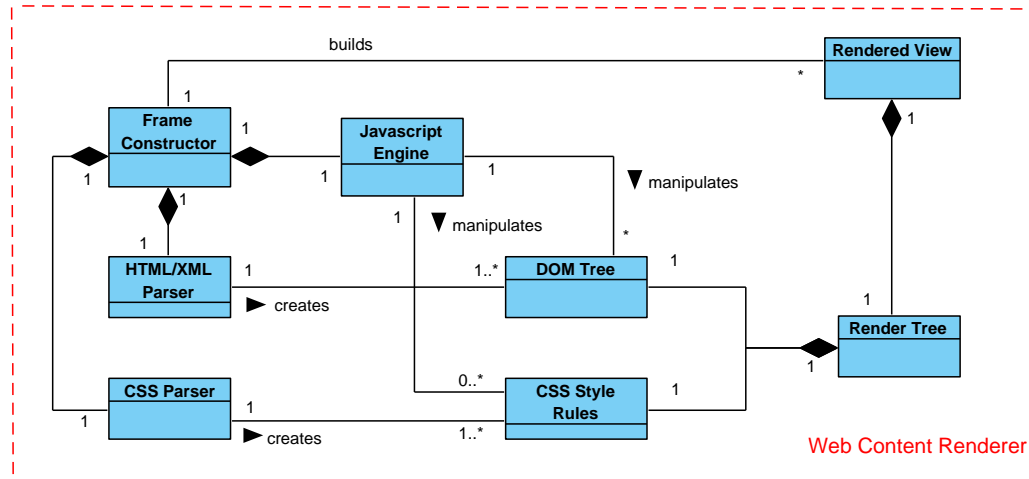 builds
Rendered View
*
1
1
Frame
Constructor
1
Javascript
Engine
1
1
1
1
manipulates
1
1
manipulates
1
*
HTML/XML
Parser
1
creates
1..*
DOM Tree
1
1
Render Tree
1
CSS Parser
1
1
creates
0..*
1..*
CSS Style
Rules
1
Web Content Renderer